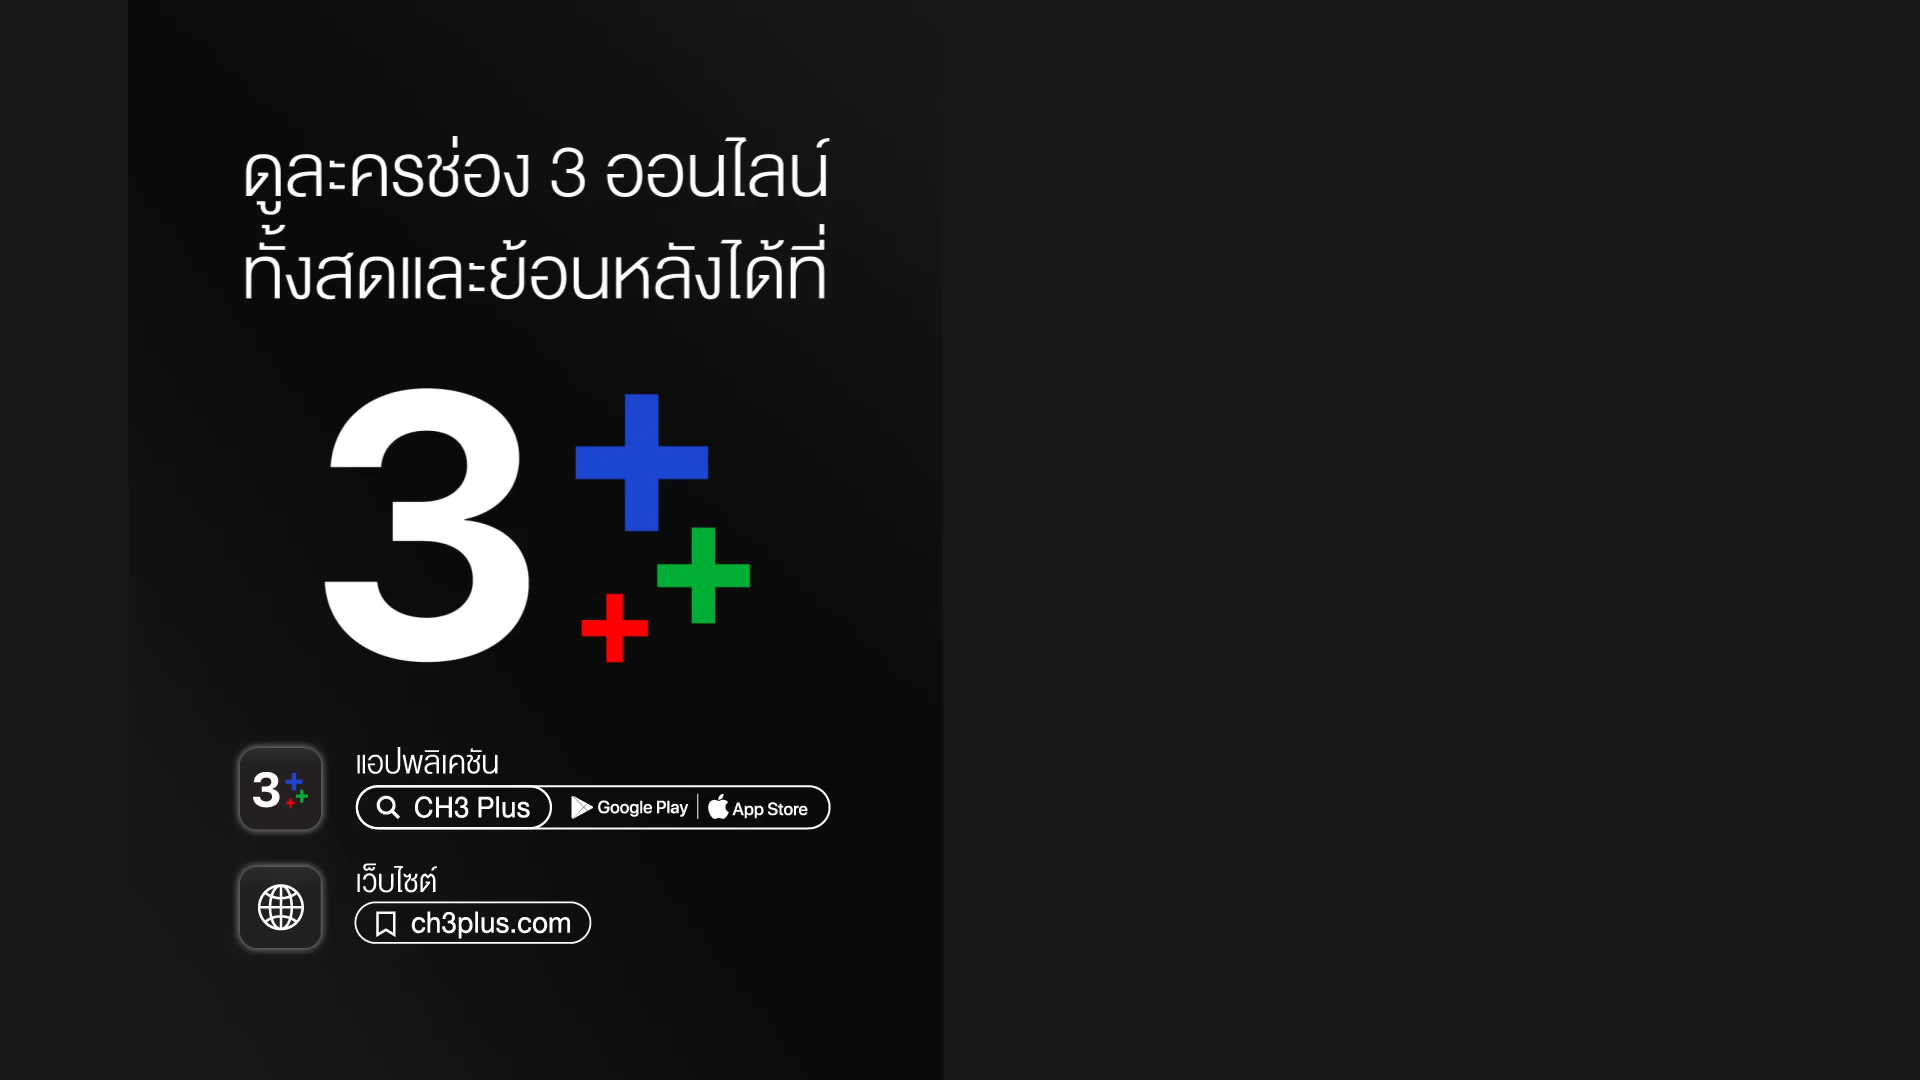 ดูละครช่อง 3 ออนไลน์
ทั้งสดและย้อนหลังได้ที่
3+++
3+++
แอปพลิเคชัน
CH3 Plus Google Play App Store
เว็บไซต์
ch3plus.com